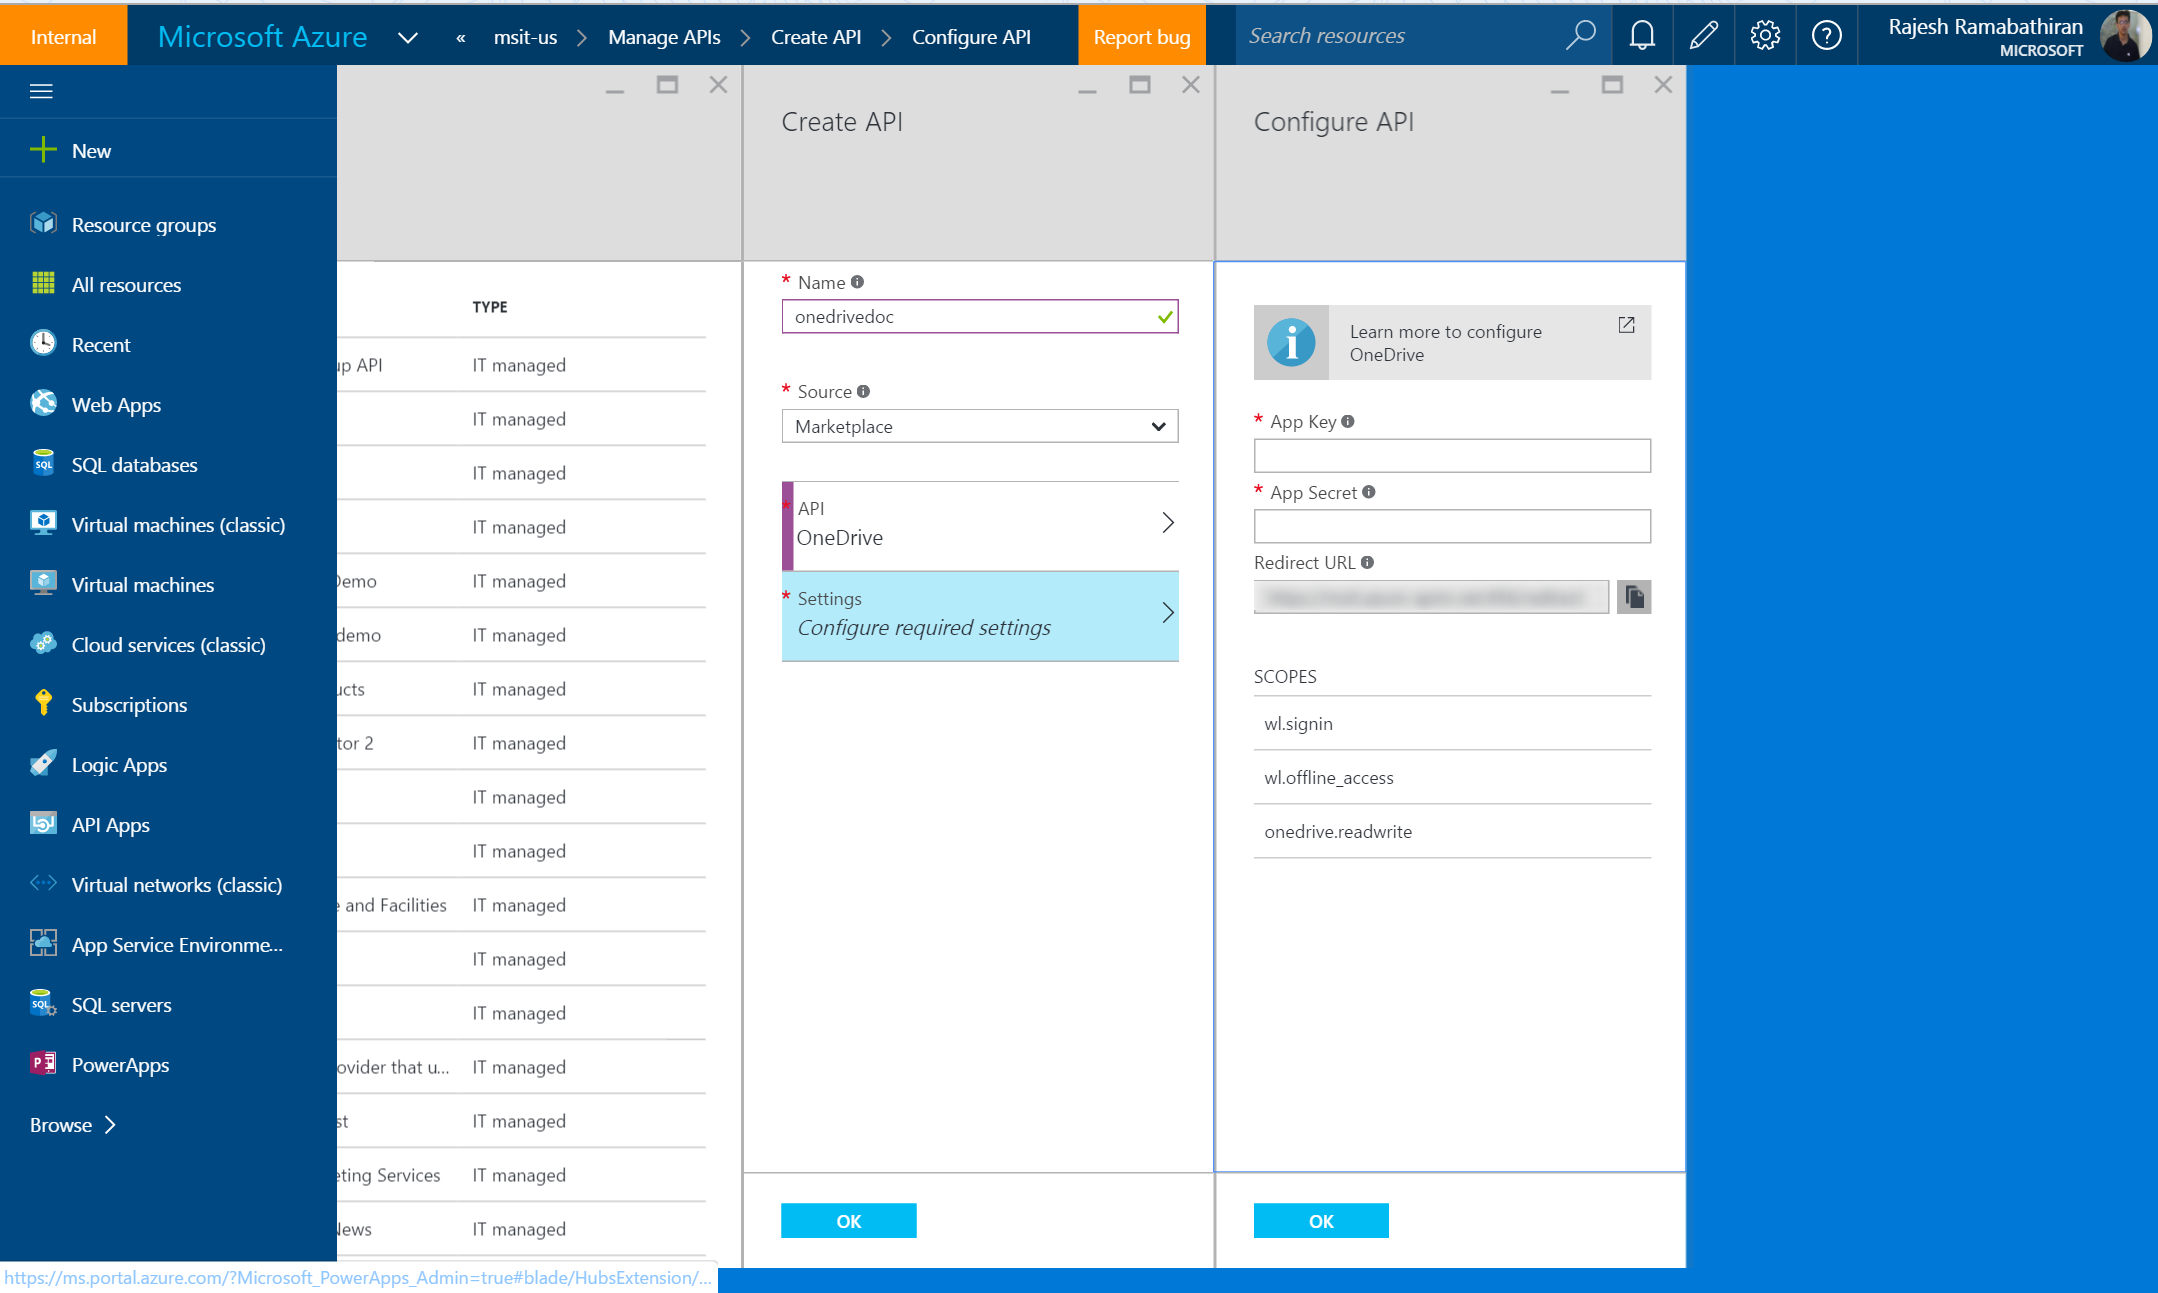 Internal
Microsoft Azure
« msit-us > Manage APIs > Create API > Configure API
Report bug
Search resources
Rajesh Ramabathiran
MICROSOFT
New
Resource groups
All resources
Recent
Web Apps
SQL databases
Virtual machines (classic)
Virtual machines
Cloud services (classic)
Subscriptions
Logic Apps
API Apps
Virtual networks (classic)
App Service Environme...
SQL servers
PowerApps
Browse >
TYPE
up API IT managed
IT managed
IT managed
IT managed
Demo IT managed
demo IT managed
ucts IT managed
tor 2 IT managed
IT managed
IT managed
e and Facilities IT managed
IT managed
IT managed
ovider that u... IT managed
st IT managed
eting Services IT managed
News IT managed
https://ms.portal.azure.com/?Microsoft_PowerApps_Admin=true#blade/HubsExtension/...
Create API
* Name
onedrivedoc
* Source
Marketplace
* API
OneDrive
* Settings
Configure required settings
OK
Configure API
Learn more to configure
OneDrive
* App Key
* App Secret
Redirect URL
SCOPES
wl.signin
wl.offline_access
onedrive.readwrite
OK